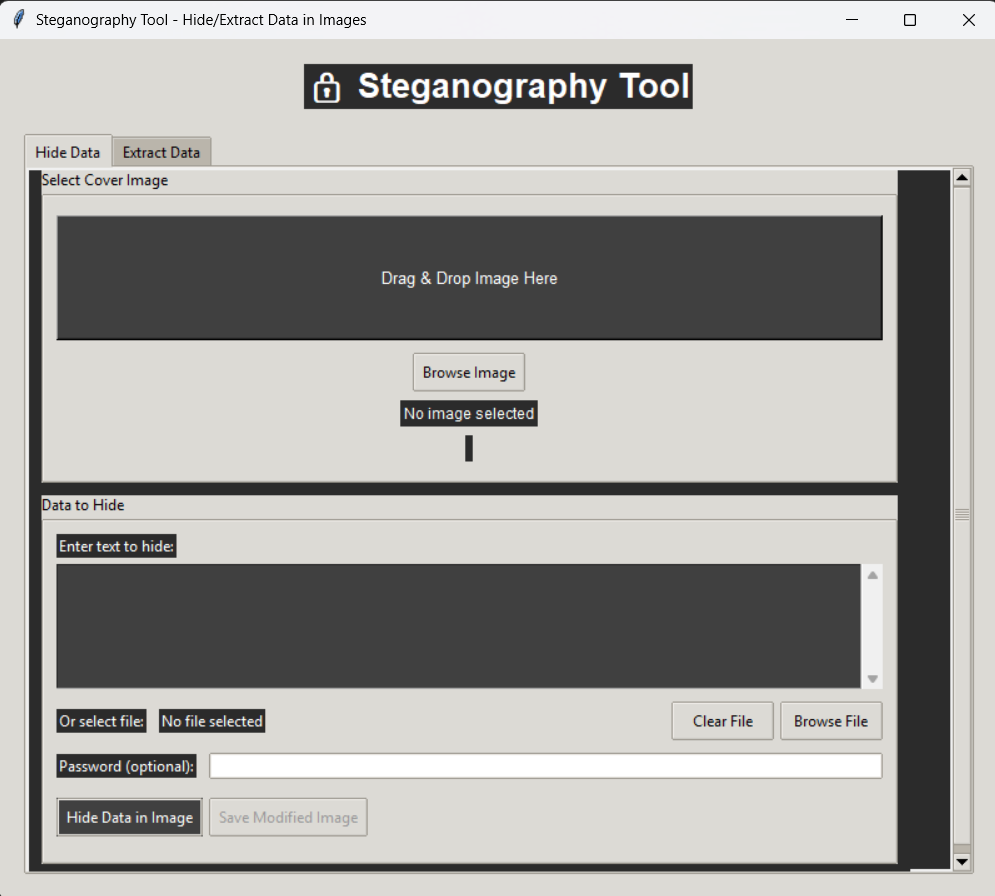 Steganography Tool - Hide/Extract Data in Images
Steganography Tool
Hide Data
Extract Data
Select Cover Image
Drag & Drop Image Here
Browse Image
No image selected
Data to Hide
Enter text to hide:
Or select file:
No file selected
Clear File
Browse File
Password (optional):
Hide Data in Image
Save Modified Image